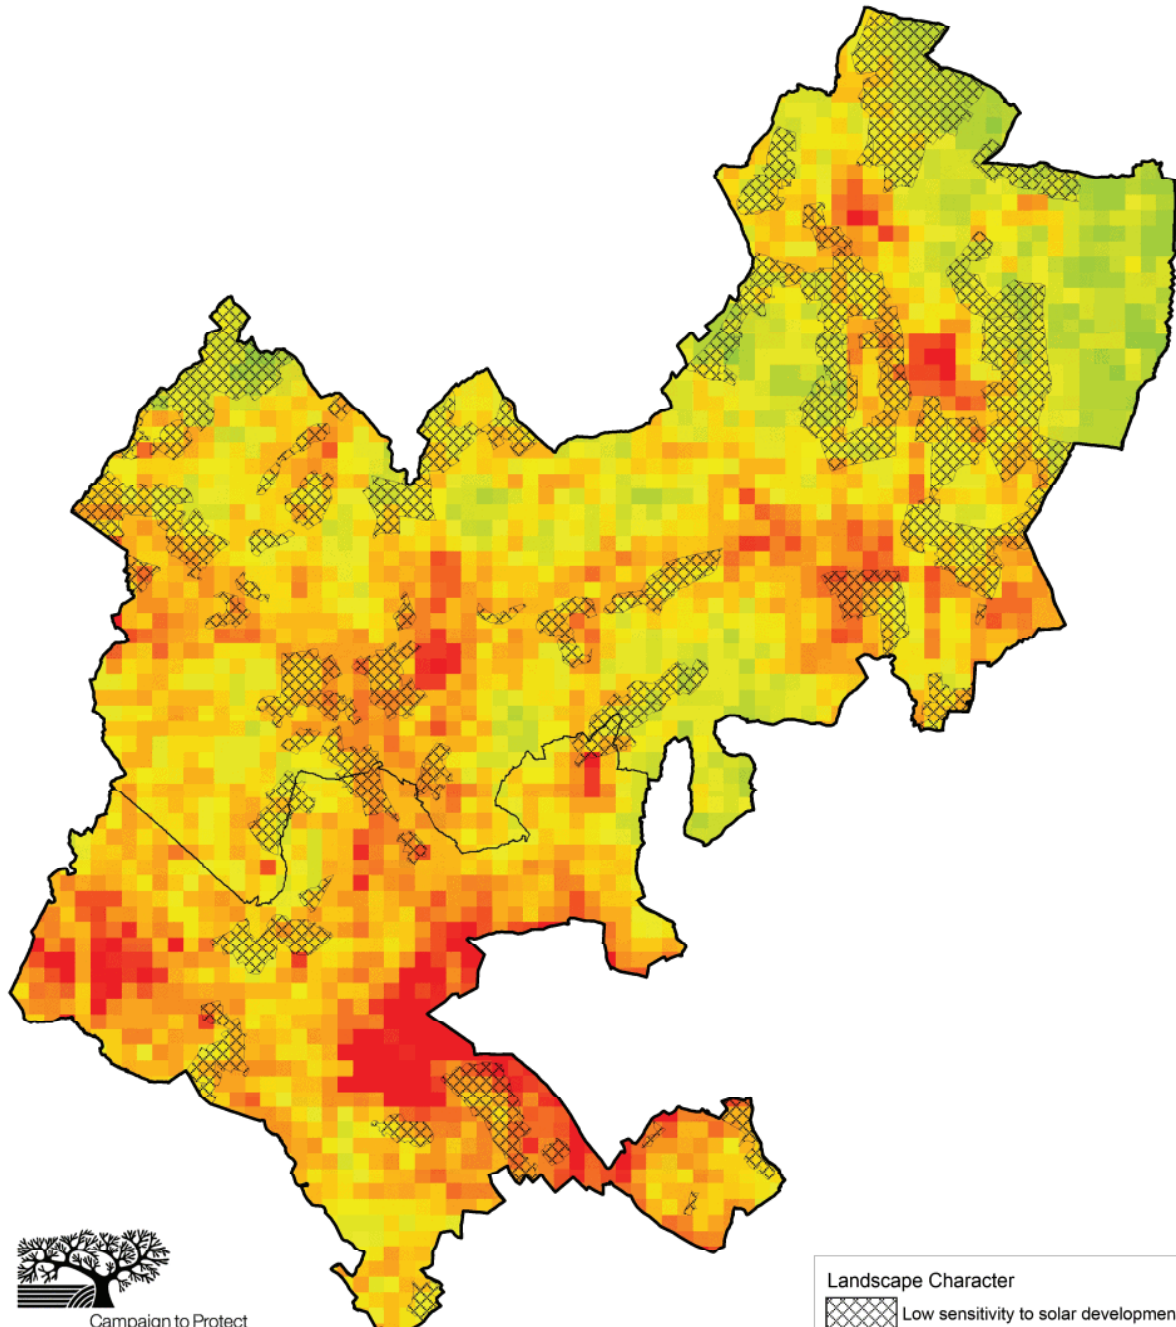 Campaign to Protect
Landscape Character
Low sensitivity to solar developmen